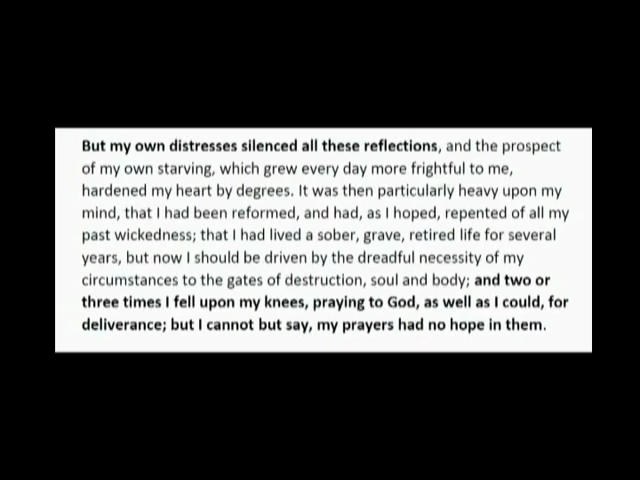 But my own distresses silenced all these reflections, and the prospect
of my own starving, which grew every day more frightful to me,
hardened my heart by degrees. It was then particularly heavy upon my
mind, that I had been reformed, and had, as I hoped, repented of all my
past wickedness; that I had lived a sober, grave, retired life for several
years, but now I should be driven by the dreadful necessity of my
circumstances to the gates of destruction, soul and body; and two or
three times I fell upon my knees, praying to God, as well as I could, for
deliverance; but I cannot but say, my prayers had no hope in them.